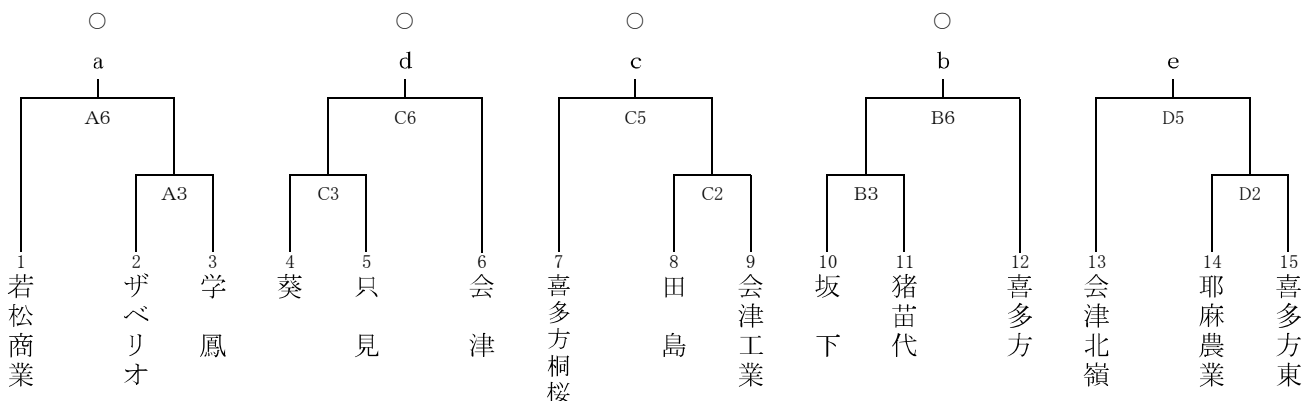 ○ ○ ○ ○
a d c b e
A6 C6 C5 B6 D5
A3 C3 C2 B3 D2
1 2 3 4 5 6 7 8 9 10 11 12 13 14 15
若松商業
ザベリオ
学鳳
葵
只見
会津
喜多方桐桜
田島
会津工業
坂下
猪苗代
喜多方
会津北嶺
耶麻農業
喜多方東